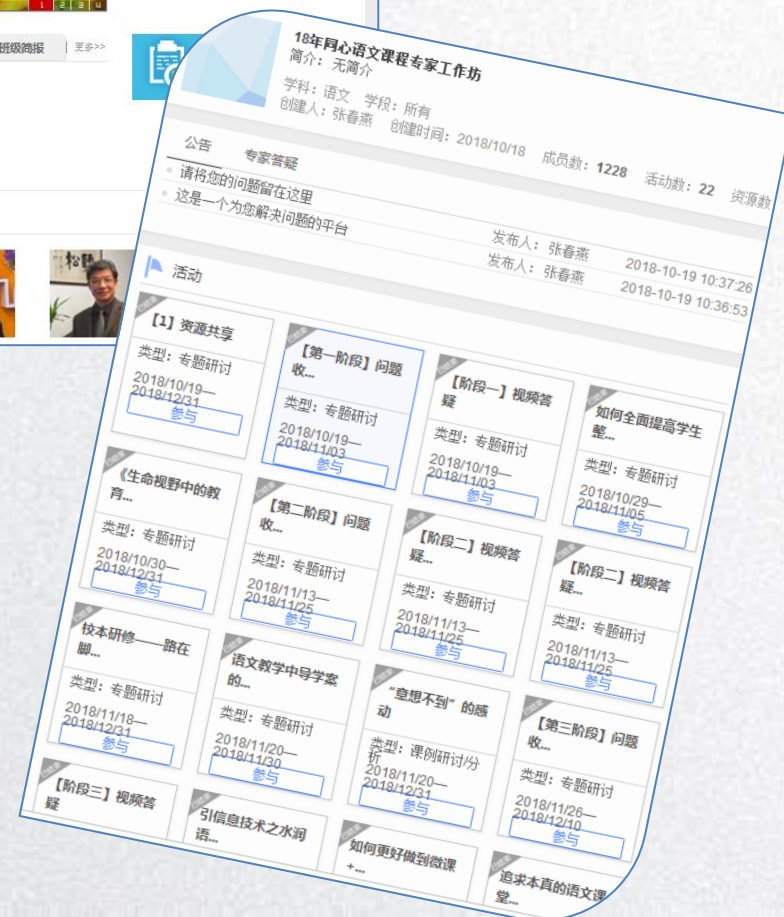 班级简报 | 更多>>
18年同心语文课程专家工作坊
简介：无简介
学科：语文 学段：所有
创建人：张春燕 创建时间：2018/10/18 成员数：1228 活动数：22 资源数
公告 专家答疑
请将您的问题留在这里 发布人：张春燕 2018-10-19 10:37:26
这是一个为您解决问题的平台 发布人：张春燕 2018-10-19 10:36:53
活动
【1】资源共享
类型：专题研讨
2018/10/19—
2018/12/31
参与
【第一阶段】问题
收...
类型：专题研讨
2018/10/19—
2018/11/03
参与
【阶段一】视频答
疑
类型：专题研讨
2018/10/19—
2018/11/03
参与
如何全面提高学生
整...
类型：专题研讨
2018/10/29—
2018/11/05
参与
《生命视野中的教
育...
类型：专题研讨
2018/10/30—
2018/12/31
参与
【第二阶段】问题
收...
类型：专题研讨
2018/11/13—
2018/11/25
参与
【阶段二】视频答
疑...
类型：专题研讨
2018/11/13—
2018/11/25
参与
【阶段二】视频答
疑...
类型：专题研讨
2018/11/13—
2018/11/25
参与
校本研修——路在
脚...
类型：专题研讨
2018/11/18—
2018/12/31
参与
语文教学中导学案
的...
类型：专题研讨
2018/11/20—
2018/11/30
参与
“意想不到”的感
动
类型：课例研讨/分
析
2018/11/20—
2018/12/31
参与
【第三阶段】问题
收...
类型：专题研讨
2018/11/26—
2018/12/10
参与
【阶段三】视频答
疑
引信息技术之水润
语...
如何更好做到微课
+...
追求本真的语文课
堂...